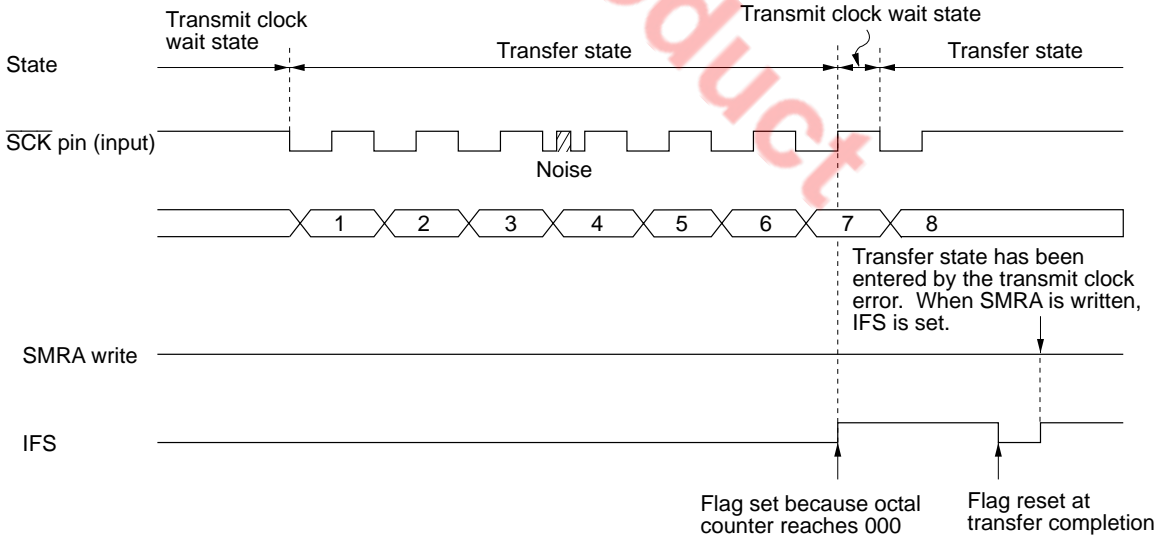 Transmit clock
wait state
Transmit clock wait state
State
Transfer state
Transfer state
SCK pin (input)
Noise
1 2 3 4 5 6 7 8
Transfer state has been
entered by the transmit clock
error. When SMRA is written,
IFS is set.
SMRA write
IFS
Flag set because octal
counter reaches 000
Flag reset at
transfer completion
oduct